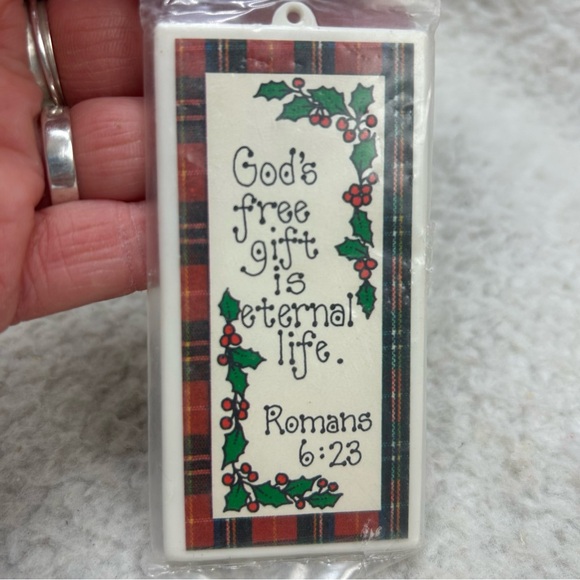 God's
free
gift
is
eternal
life.
Romans
6:23